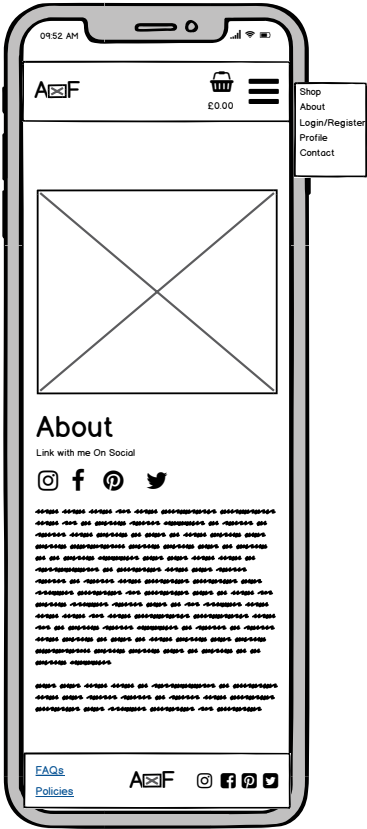 09:52 AM
A F
£0.00
Shop
About
Login/Register
Profile
Contact
About
Link with me On Social
FAQs
Policies
A F